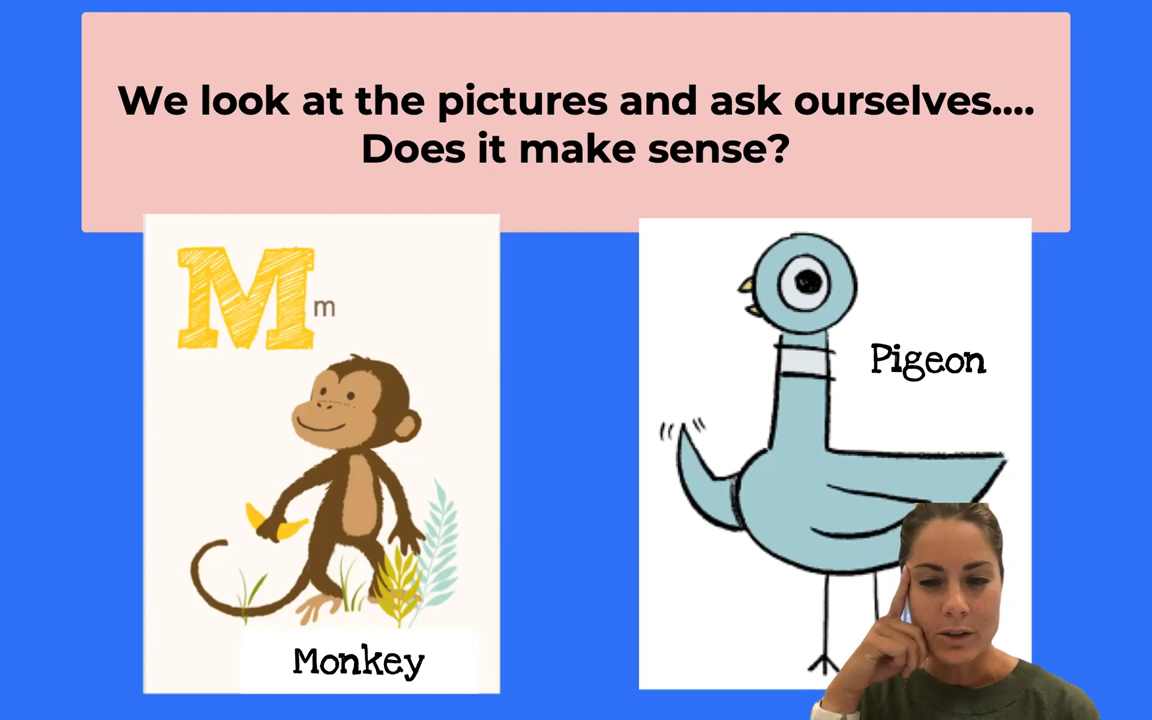 We look at the pictures and ask ourselves....
Does it make sense?
M m
Monkey
Pigeon